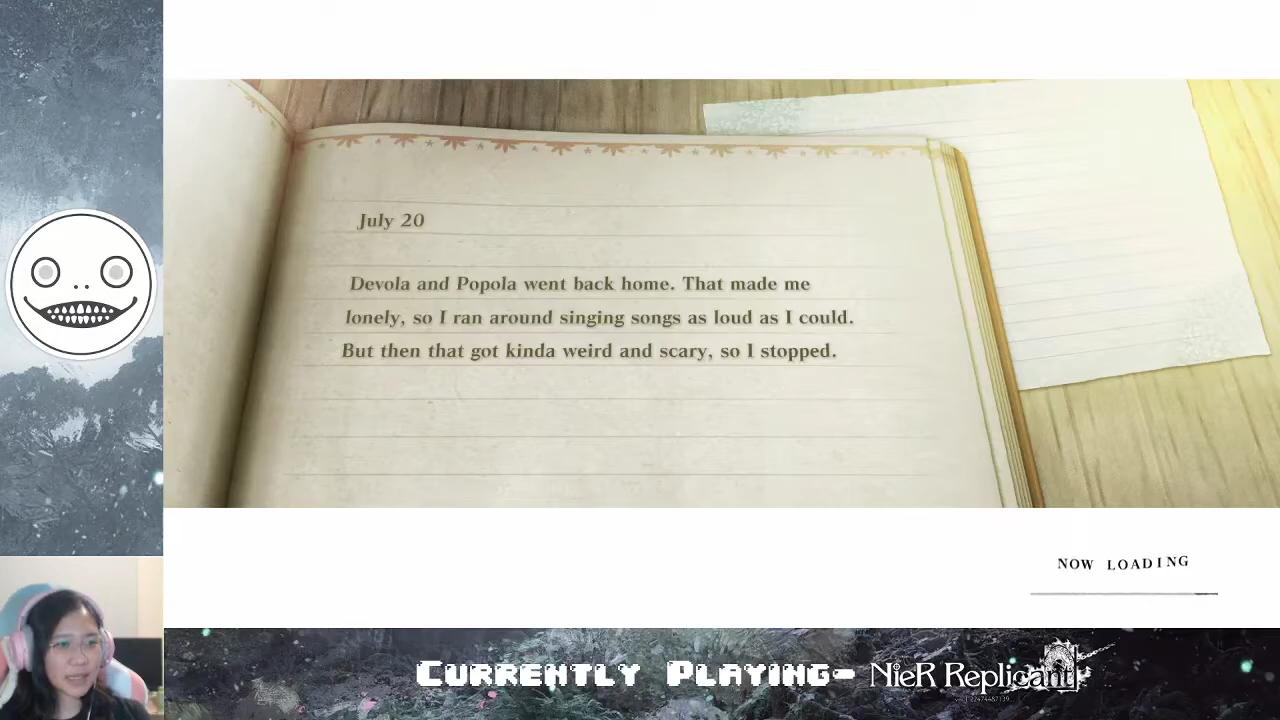 July 20
Devola and Popola went back home. That made me
lonely, so I ran around singing songs as loud as I could.
But then that got kinda weird and scary, so I stopped.
NOW LOADING
CURRENTLY PLAYING- NieR Replicant